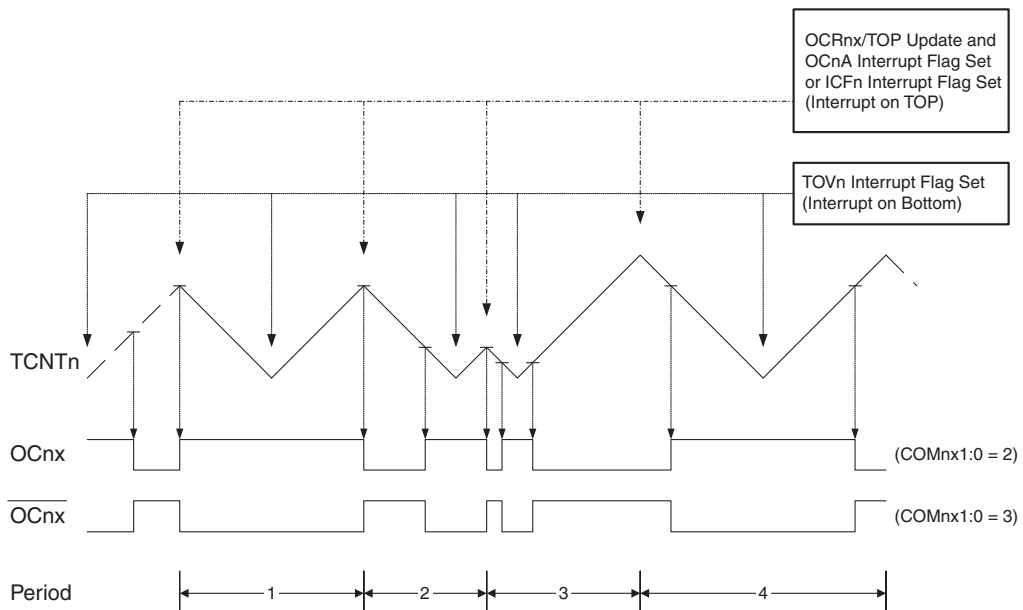 OCRnx/TOP Update and
OCnA Interrupt Flag Set
or ICFn Interrupt Flag Set
(Interrupt on TOP)
TOVn Interrupt Flag Set
(Interrupt on Bottom)
TCNTn
OCnx
(COMnx1:0 = 2)
OCnx
(COMnx1:0 = 3)
Period
1
2
3
4